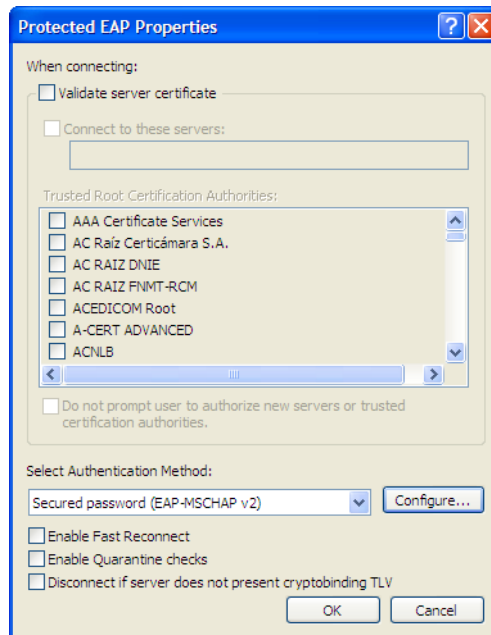 Protected EAP Properties
When connecting:
Validate server certificate
Connect to these servers:
Trusted Root Certification Authorities:
AAA Certificate Services
AC Raíz Certicámara S.A.
AC RAIZ DNIE
AC RAIZ FNMT-RCM
ACEDICOM Root
A-CERT ADVANCED
ACNLB
Do not prompt user to authorize new servers or trusted
certification authorities.
Select Authentication Method:
Secured password (EAP-MSCHAP v2)
Configure...
Enable Fast Reconnect
Enable Quarantine checks
Disconnect if server does not present cryptobinding TLV
OK
Cancel